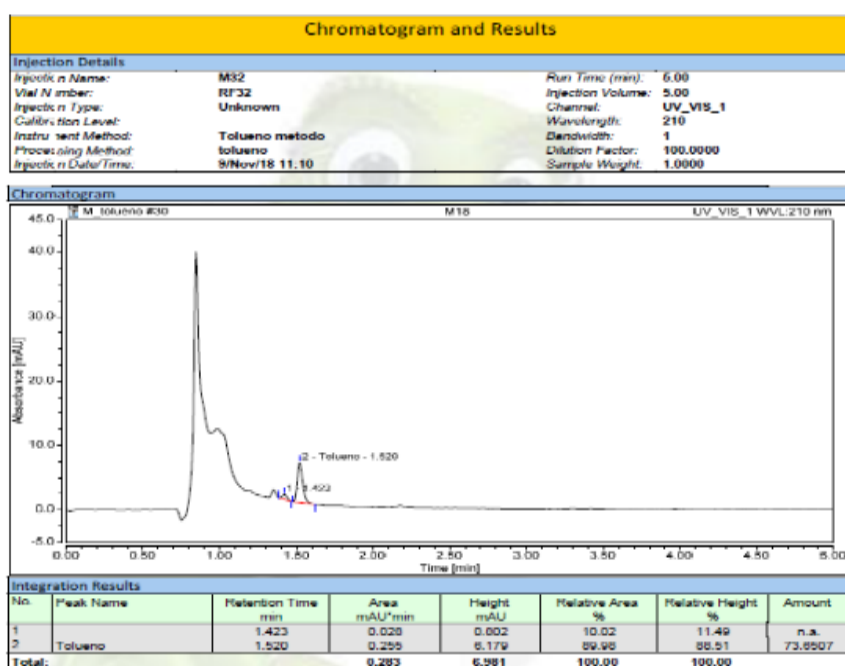 Chromatogram and Results
Injection Details
Injection Name: M32 Run Time (min): 5.00
Vial Number: RF32 Injection Volume: 5.00
Injection Type: Unknown Channel: UV_VIS_1
Calibration Level: Wavelength: 210
Instrument Method: Tolueno metodo Bandwidth: 1
Processing Method: tolueno Dilution Factor: 100.0000
Injection Date/Time: 9/Nov/18 11:10 Sample Weight: 1.0000
Chromatogram
M_tolueno #30 M18 UV_VIS_1 WVL:210 nm
45.0
40.0
30.0
20.0
10.0
0.0
-5.0
Absorbance [mAU]
2 - Tolueno - 1.520
1 - 1.423
0.00 0.50 1.00 1.50 2.00 2.50 3.00 3.50 4.00 4.50 5.00
Time [min]
Integration Results
No. Peak Name Retention Time Area Height Relative Area Relative Height Amount
min mAU*min mAU % %
1 1.423 0.028 0.802 10.02 11.49 n.a.
2 Tolueno 1.520 0.255 6.179 89.98 88.51 73.6507
Total: 0.283 6.981 100.00 100.00